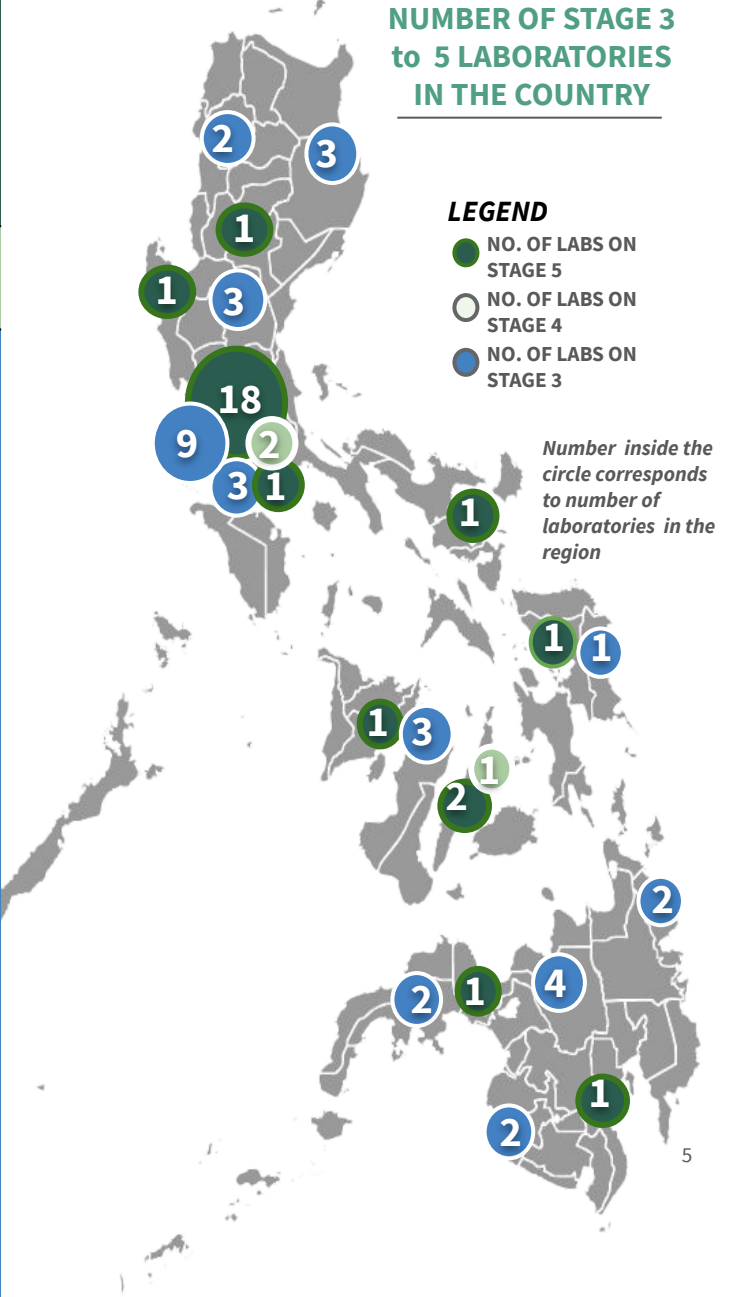 NUMBER OF STAGE 3
to 5 LABORATORIES
IN THE COUNTRY
2
3
LEGEND
1
NO. OF LABS ON
STAGE 5
1
3
NO. OF LABS ON
STAGE 4
NO. OF LABS ON
STAGE 3
18
9
2
Number inside the
circle corresponds
to number of
laboratories in the
region
3
1
1
1
1
1
3
1
2
2
2
1
4
1
2
5